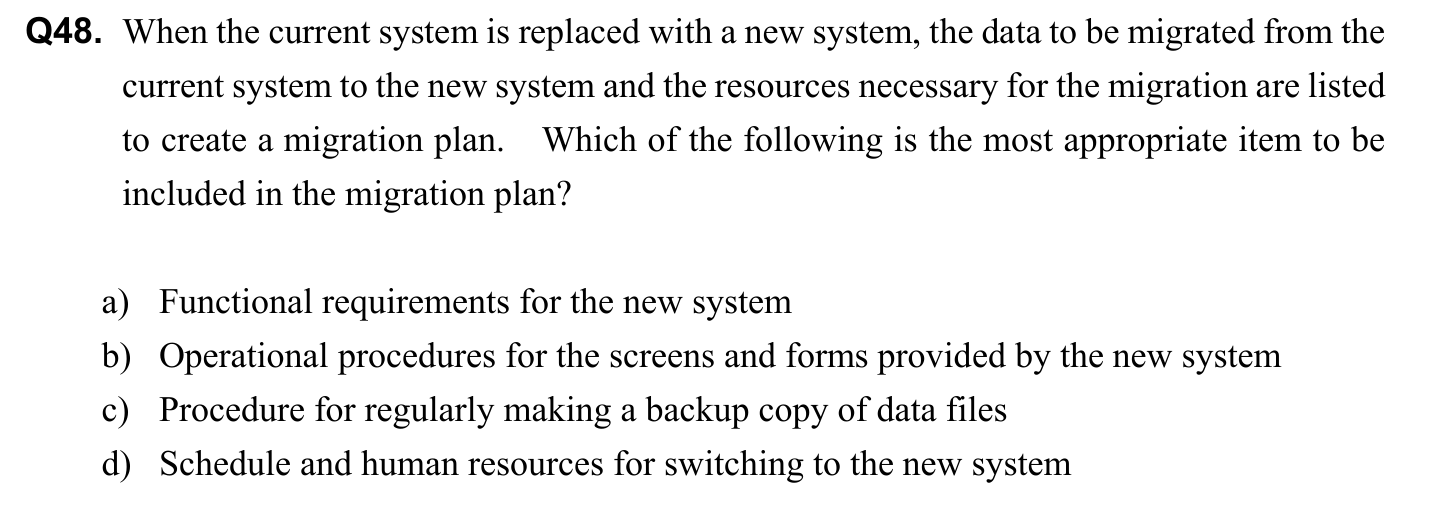 Q48. When the current system is replaced with a new system, the data to be migrated from the
current system to the new system and the resources necessary for the migration are listed
to create a migration plan. Which of the following is the most appropriate item to be
included in the migration plan?
a) Functional requirements for the new system
b) Operational procedures for the screens and forms provided by the new system
c) Procedure for regularly making a backup copy of data files
d) Schedule and human resources for switching to the new system